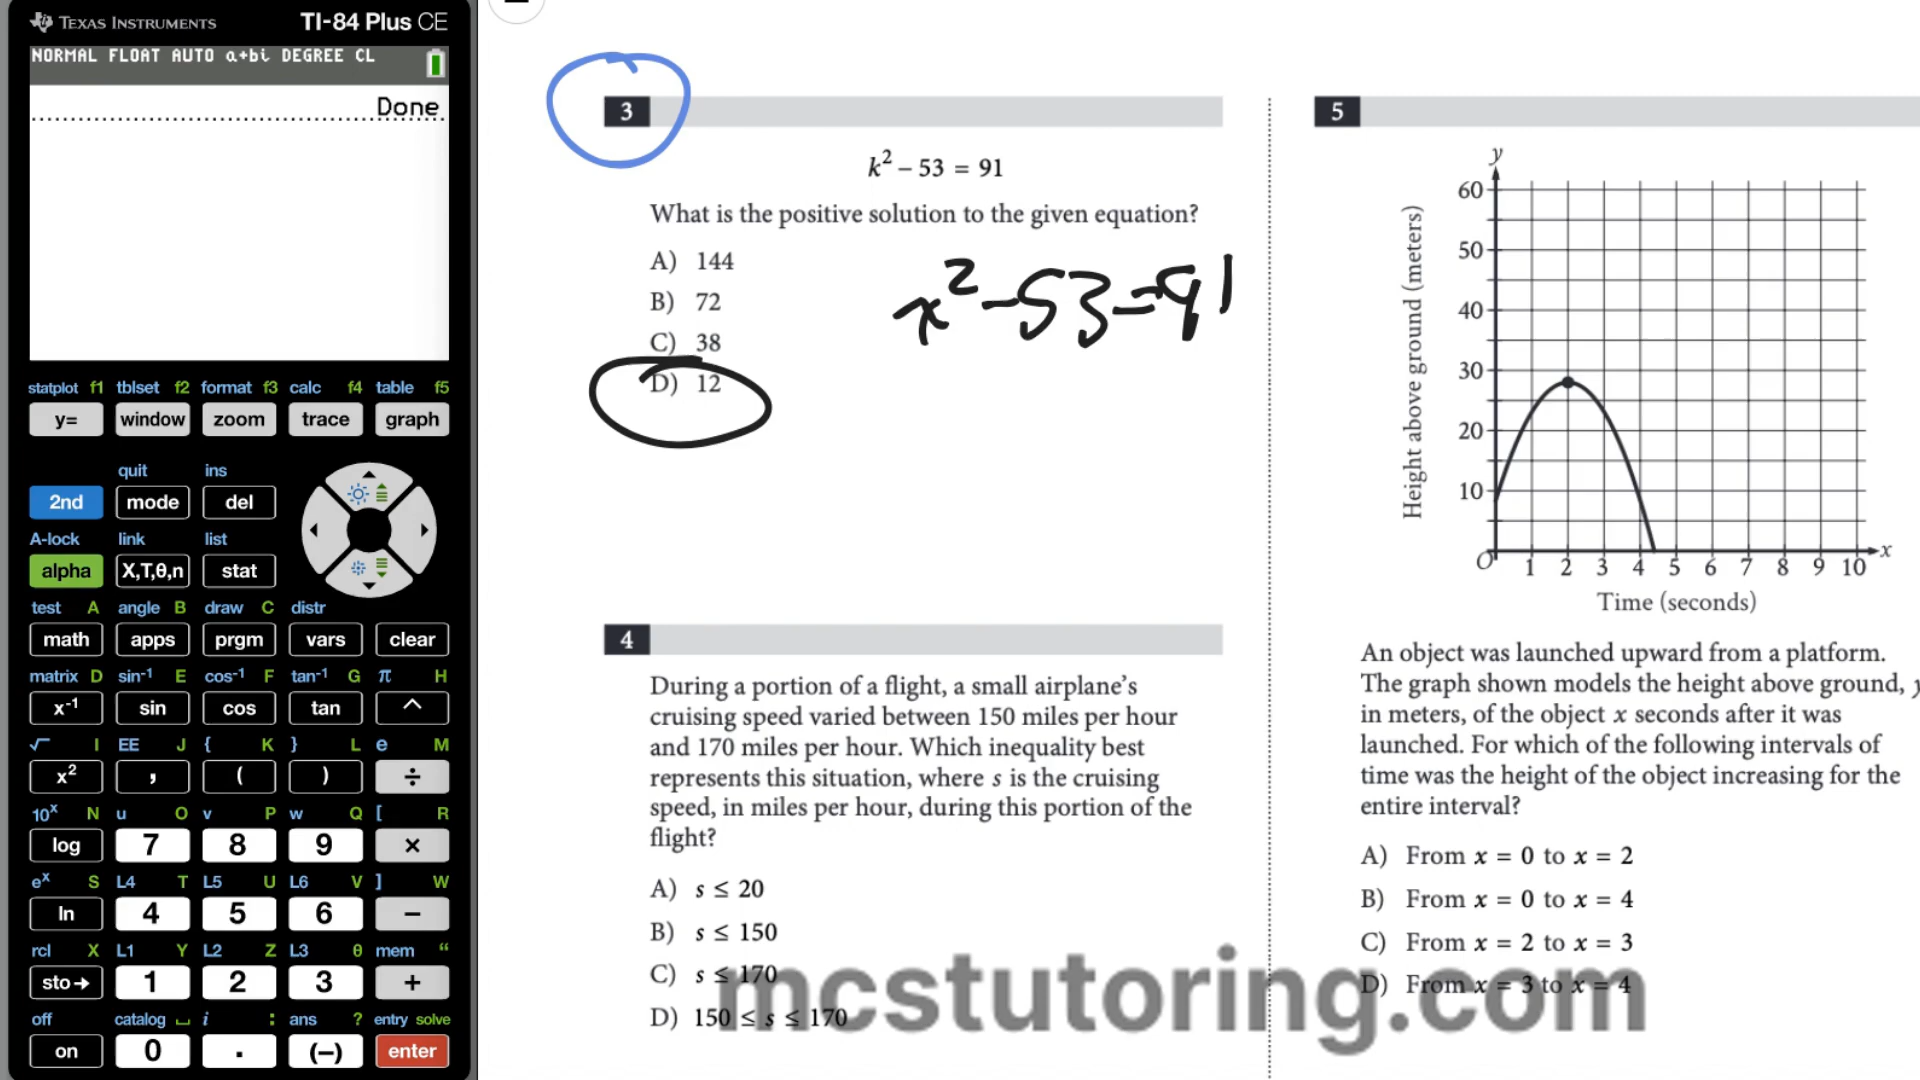 TEXAS INSTRUMENTS TI-84 Plus CE
NORMAL FLOAT AUTO a+bi DEGREE CL
Done
statplot f1 tblset f2 format f3 calc f4 table f5
y= window zoom trace graph
quit ins
2nd mode del
A-lock link list
alpha X,T,θ,n stat
test A angle B draw C distr
math apps prgm vars clear
matrix D sin⁻¹ E cos⁻¹ F tan⁻¹ G π H
x⁻¹ sin cos tan ^
√ I EE J { K } L e M
x² , ( ) ÷
10ˣ N u O v P w Q [ R
log 7 8 9 ×
eˣ S L4 T L5 U L6 V ] W
ln 4 5 6 −
rcl X L1 Y L2 Z L3 θ mem “
sto→ 1 2 3 +
off catalog ⎵ i : ans ? entry solve
on 0 . (−) enter
3
k² − 53 = 91
What is the positive solution to the given equation?
A) 144
B) 72
C) 38
D) 12
x²-53=91
4
During a portion of a flight, a small airplane’s
cruising speed varied between 150 miles per hour
and 170 miles per hour. Which inequality best
represents this situation, where s is the cruising
speed, in miles per hour, during this portion of the
flight?
A) s ≤ 20
B) s ≤ 150
C) s ≤ 170
D) 150 ≤ s ≤ 170
5
y
Height above ground (meters)
60
50
40
30
20
10
O 1 2 3 4 5 6 7 8 9 10 x
Time (seconds)
An object was launched upward from a platform.
The graph shown models the height above ground, y
in meters, of the object x seconds after it was
launched. For which of the following intervals of
time was the height of the object increasing for the
entire interval?
A) From x = 0 to x = 2
B) From x = 0 to x = 4
C) From x = 2 to x = 3
D) From x = 3 to x = 4
mcstutoring.com